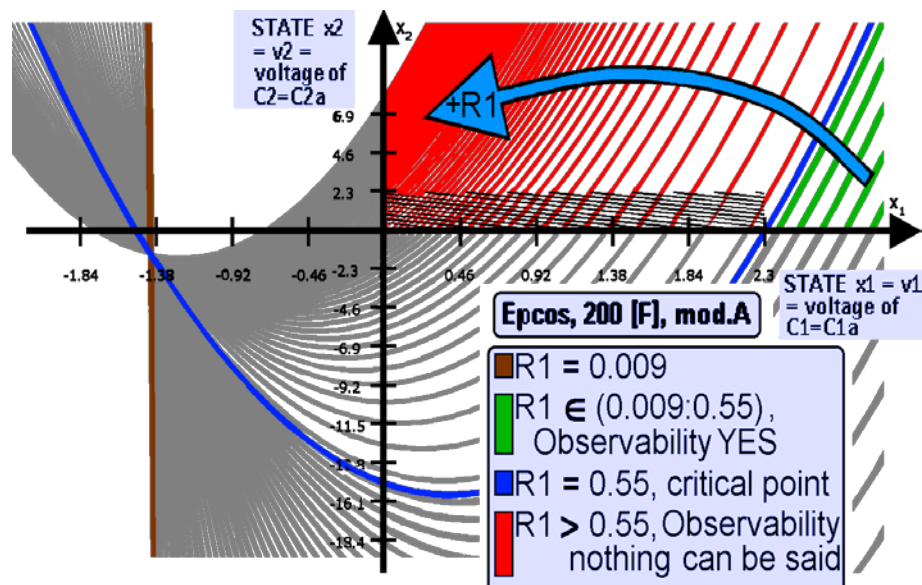 STATE x2
= v2 =
voltage of
C2=C2a
x2
+R1
6.9
4.6
2.3
x1
-1.84
-1.38
-0.92
-0.46
0.46
0.92
1.38
1.84
2.3
-2.3
-4.6
-6.9
-9.2
-11.5
-13.8
-16.1
-18.4
STATE x1 = v1
= voltage of
C1=C1a
Epcos, 200 [F], mod.A
R1 = 0.009
R1 ∈ (0.009:0.55),
Observability YES
R1 = 0.55, critical point
R1 > 0.55, Observability
nothing can be said